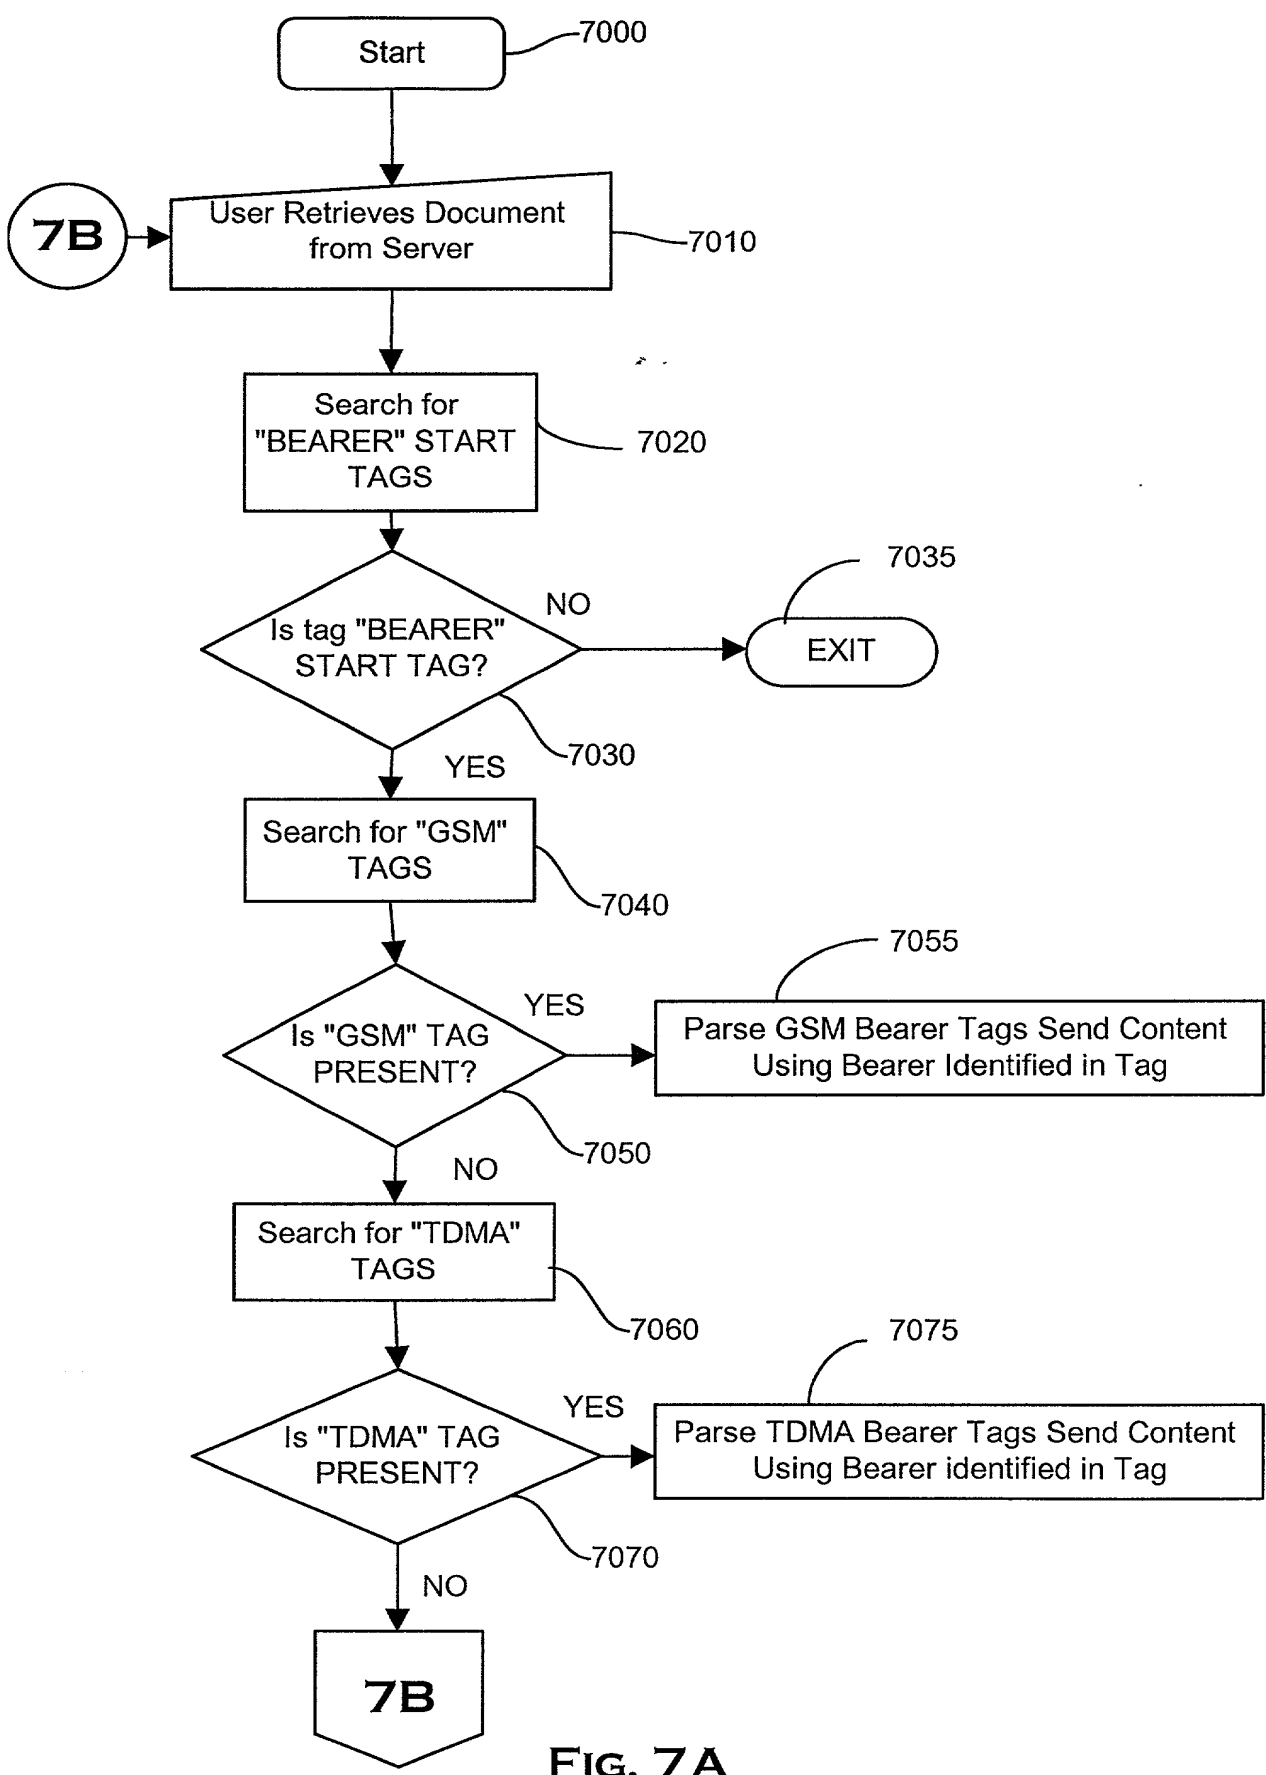 Start
7000
7B
User Retrieves Document
from Server
7010
Search for
"BEARER" START
TAGS
7020
Is tag "BEARER"
START TAG?
NO
7035
EXIT
7030
YES
Search for "GSM"
TAGS
7040
7055
Is "GSM" TAG
PRESENT?
YES
Parse GSM Bearer Tags Send Content
Using Bearer Identified in Tag
7050
NO
Search for "TDMA"
TAGS
7060
7075
Is "TDMA" TAG
PRESENT?
YES
Parse TDMA Bearer Tags Send Content
Using Bearer identified in Tag
7070
NO
7B
FIG. 7A